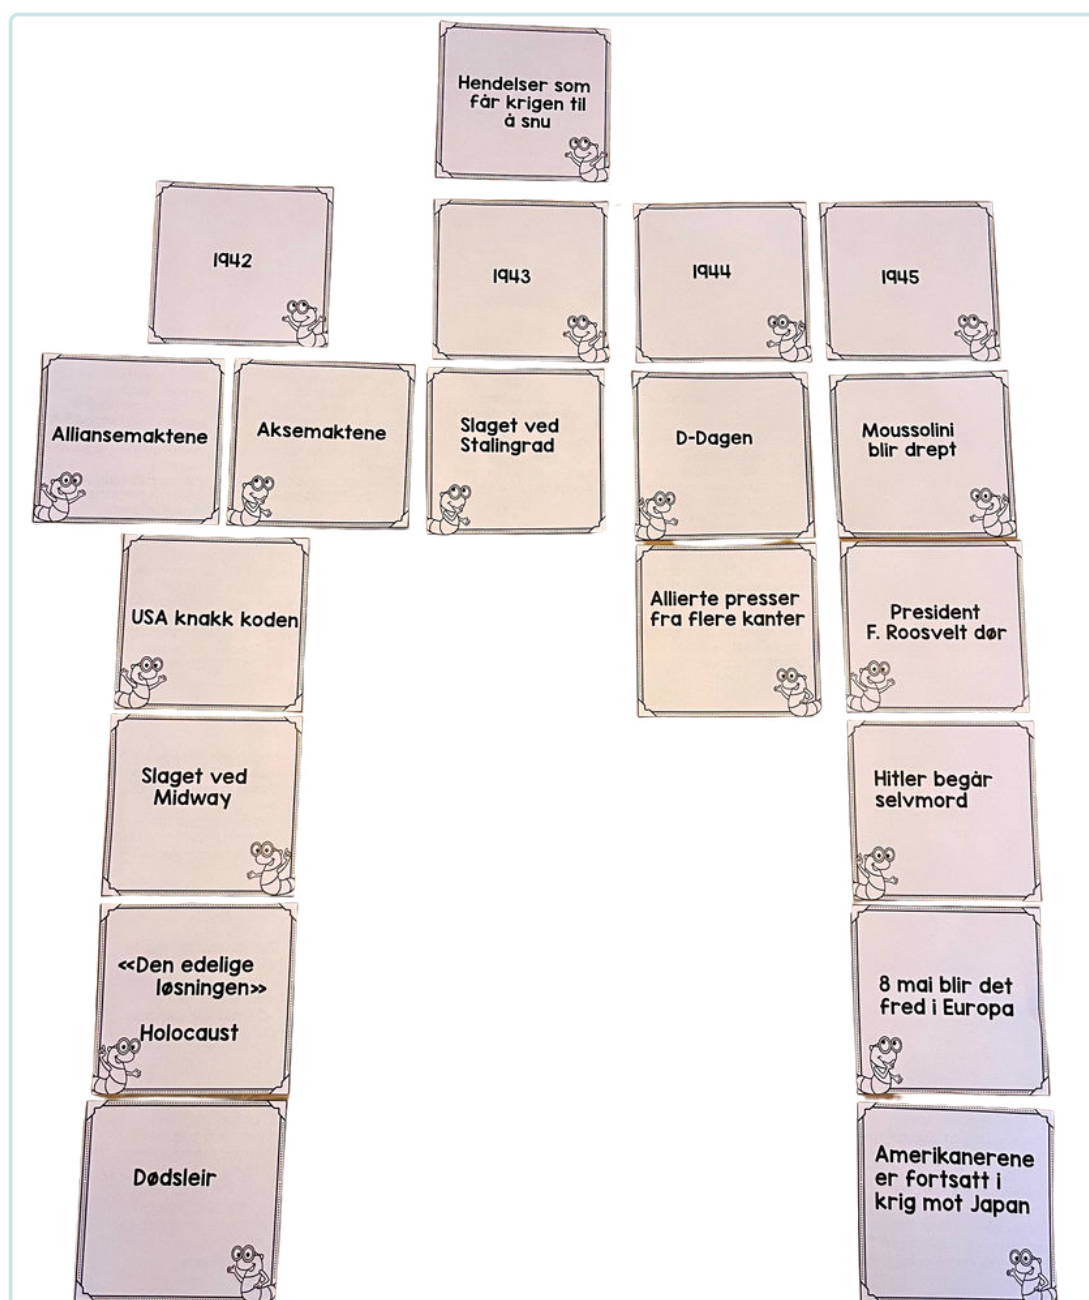 Hendelser som
får krigen til
å snu
1942
1943
1944
1945
Alliansemaktene
Aksemaktene
Slaget ved
Stalingrad
D-Dagen
Moussolini
blir drept
USA knakk koden
Allierte presser
fra flere kanter
President
F. Roosvelt dør
Slaget ved
Midway
Hitler begår
selvmord
«Den edelige
løsningen»
Holocaust
8 mai blir det
fred i Europa
Dødsleir
Amerikanerene
er fortsatt i
krig mot Japan